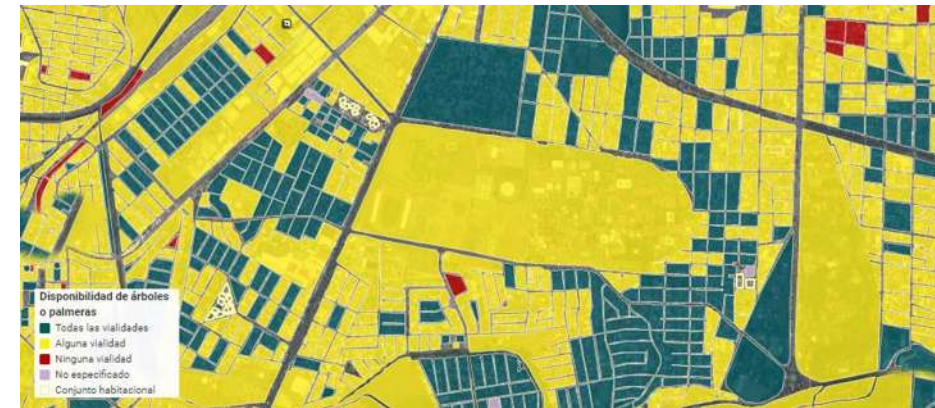 Disponibilidad de árboles
o palmeras
Todas las vialidades
Alguna vialidad
Ninguna vialidad
No especificado
Conjunto habitacional